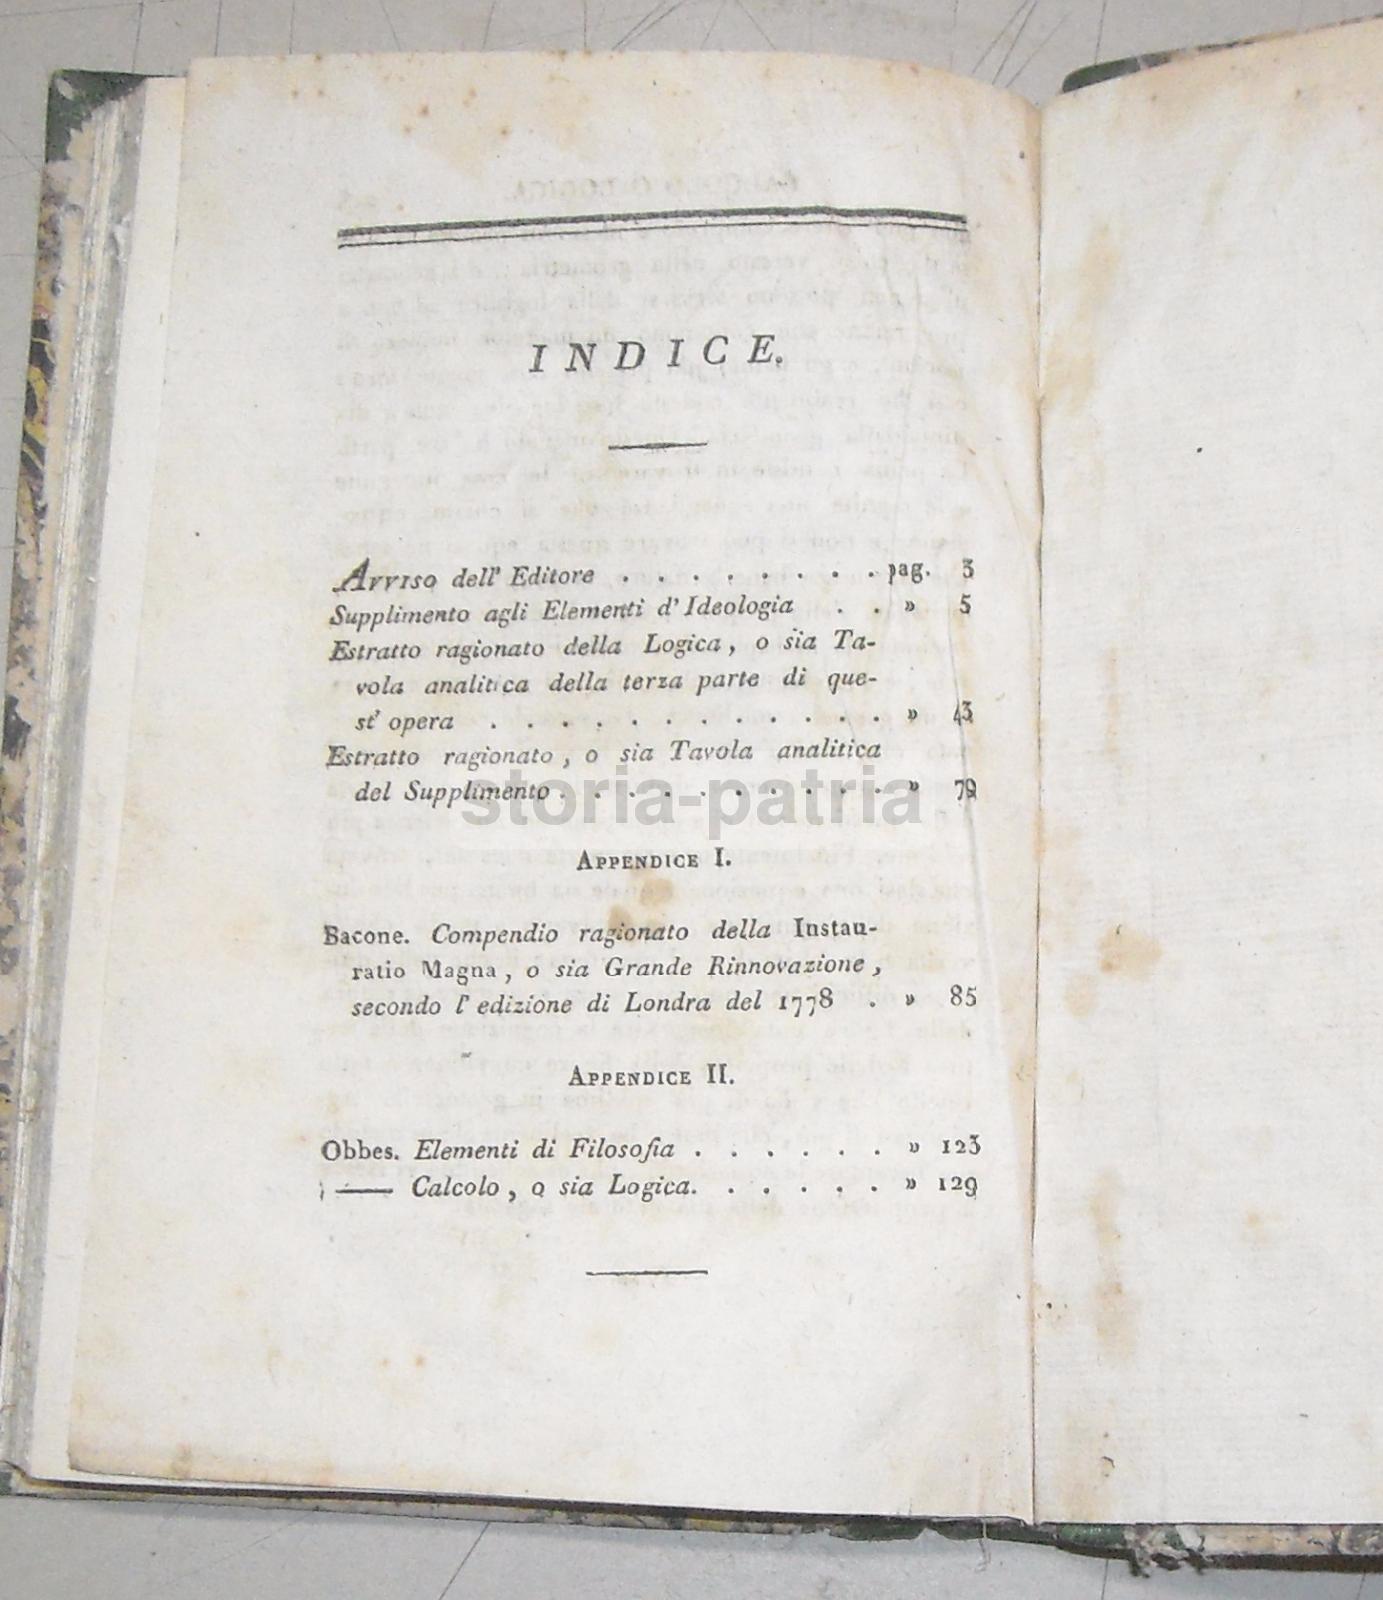 INDICE.
Avviso dell' Editore . . . . . . . . pag. 3
Supplimento agli Elementi d' Ideologia . . » 5
Estratto ragionato della Logica, o sia Ta-
vola analitica della terza parte di que-
st' opera . . . . . . . . . . . . » 43
Estratto ragionato, o sia Tavola analitica
del Supplimento . . . . . . . . . . » 79
storia-patria
Appendice I.
Bacone. Compendio ragionato della Instau-
ratio Magna, o sia Grande Rinnovazione,
secondo l' edizione di Londra del 1778 . » 85
Appendice II.
Obbes. Elementi di Filosofia . . . . . . » 123
—— Calcolo, o sia Logica. . . . . . » 129